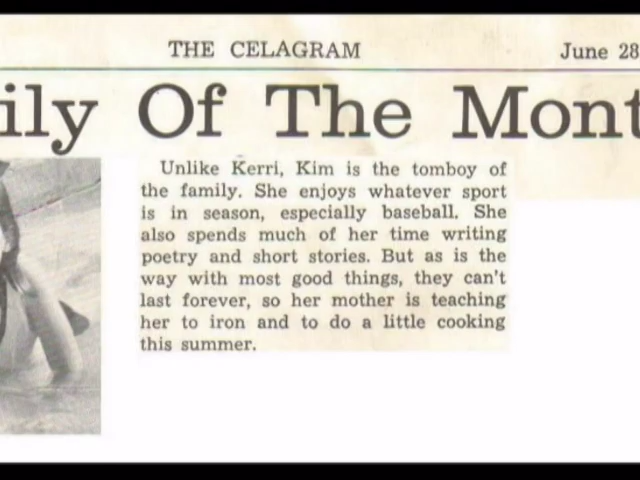 THE CELAGRAM
June 28
ily Of The Mont
Unlike Kerri, Kim is the tomboy of
the family. She enjoys whatever sport
is in season, especially baseball. She
also spends much of her time writing
poetry and short stories. But as is the
way with most good things, they can't
last forever, so her mother is teaching
her to iron and to do a little cooking
this summer.